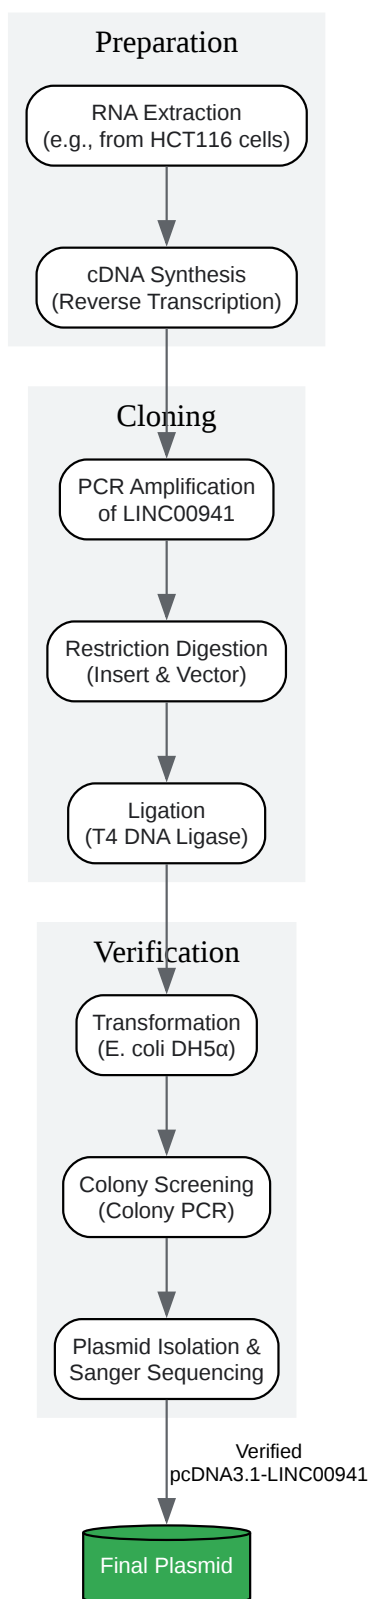 Preparation
RNA Extraction
(e.g., from HCT116 cells)
cDNA Synthesis
(Reverse Transcription)
Cloning
PCR Amplification
of LINC00941
Restriction Digestion
(Insert & Vector)
Ligation
(T4 DNA Ligase)
Verification
Transformation
(E. coli DH5α)
Colony Screening
(Colony PCR)
Plasmid Isolation &
Sanger Sequencing
Verified
pcDNA3.1-LINC00941
Final Plasmid